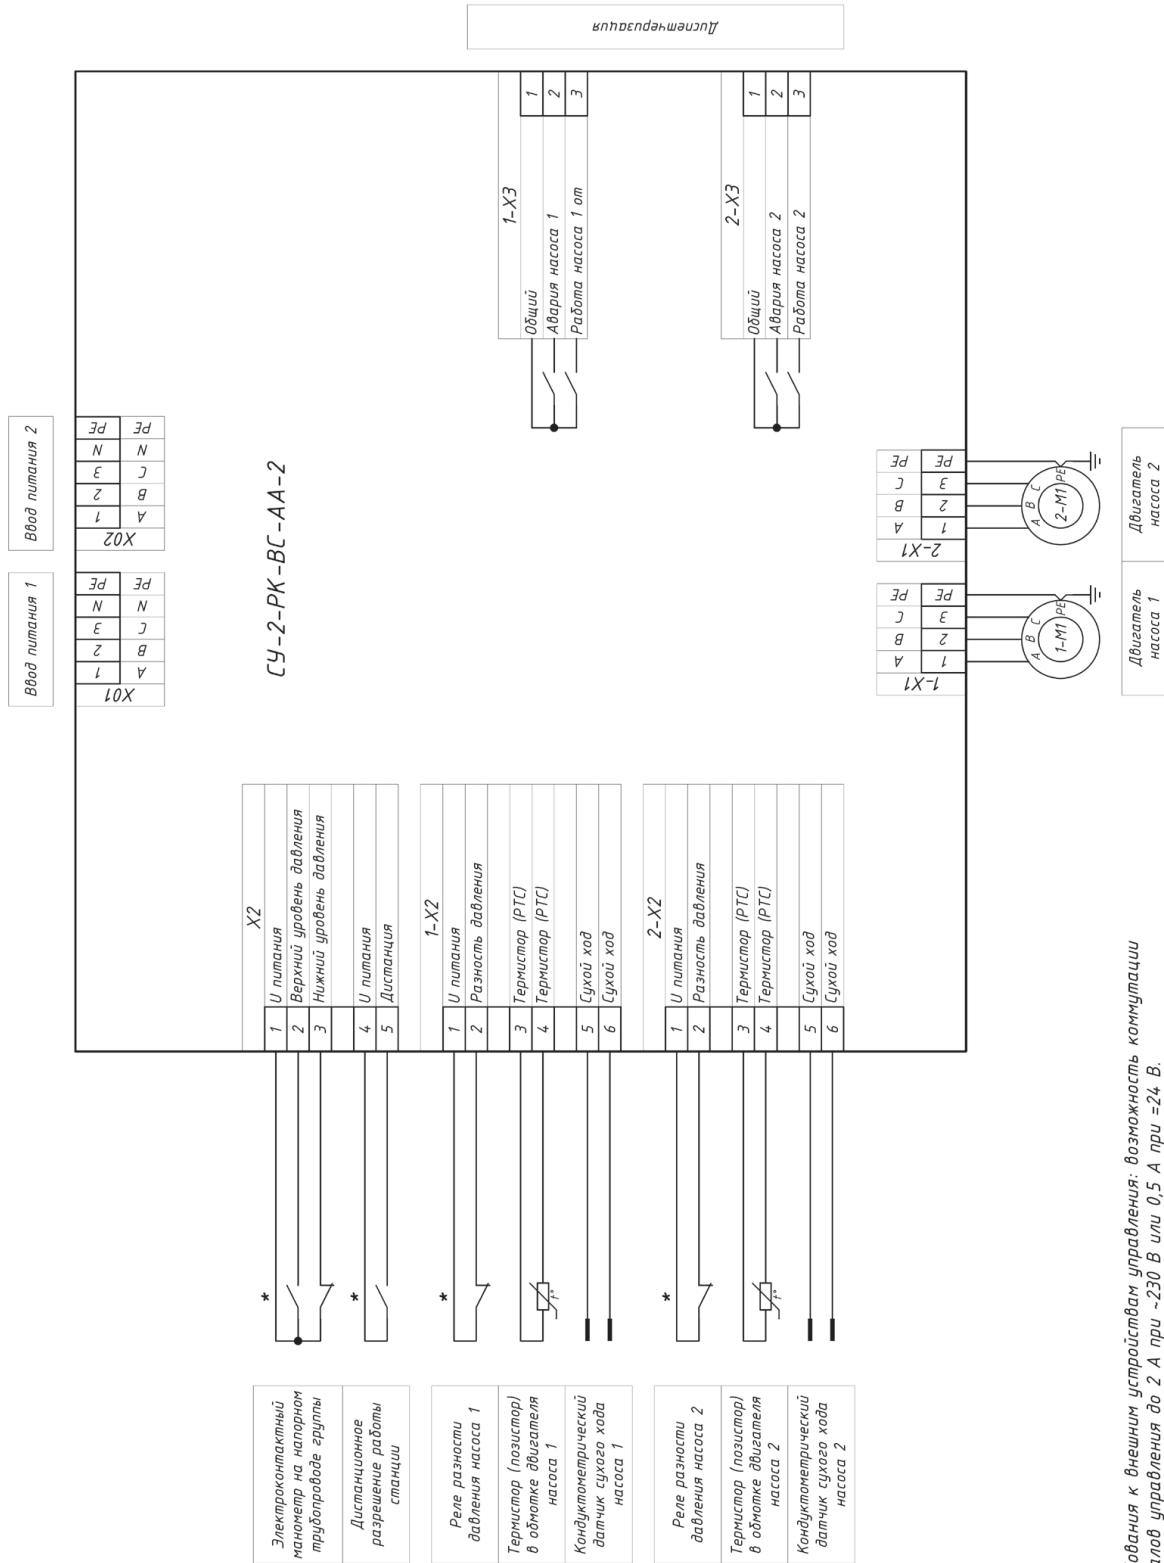 Диспетчеризация
Ввод питания 1
Ввод питания 2
X01
1 2 3 N PE
A B C N PE
X02
1 2 3 N PE
A B C N PE
СУ-2-РК-ВС-АА-2
1-X3
Общий 1
Авария насоса 1 2
Работа насоса 1 от 3
2-X3
Общий 1
Авария насоса 2 2
Работа насоса 2 3
X2
1 U питания
2 Верхний уровень давления
3 Нижний уровень давления
4 U питания
5 Дистанция
1-X2
1 U питания
2 Разность давления
3 Термистор (PTC)
4 Термистор (PTC)
5 Сухой ход
6 Сухой ход
2-X2
1 U питания
2 Разность давления
3 Термистор (PTC)
4 Термистор (PTC)
5 Сухой ход
6 Сухой ход
*
*
*
*
t°
t°
Электроконтактный
манометр на напорном
трубопроводе группы
Дистанционное
разрешение работы
станции
Реле разности
давления насоса 1
Термистор (позистор)
в обмотке двигателя
насоса 1
Кондуктометрический
датчик сухого хода
насоса 1
Реле разности
давления насоса 2
Термистор (позистор)
в обмотке двигателя
насоса 2
Кондуктометрический
датчик сухого хода
насоса 2
1-X1
A B C PE
1 2 3 PE
A B C PE
1-M1
2-X1
A B C PE
1 2 3 PE
A B C PE
2-M1
Двигатель
насоса 1
Двигатель
насоса 2
к внешним устройствам управления: возможность коммутации
управления до 2 А при ~230 В или 0,5 А при =24 В.